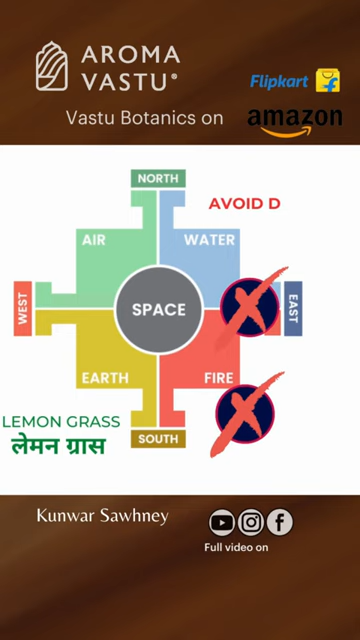 AROMA
VASTU®
Flipkart
Vastu Botanics on
amazon
NORTH
AVOID D
AIR
WATER
WEST
SPACE
EAST
EARTH
FIRE
LEMON GRASS
लेमन ग्रास
SOUTH
Kunwar Sawhney
Full video on